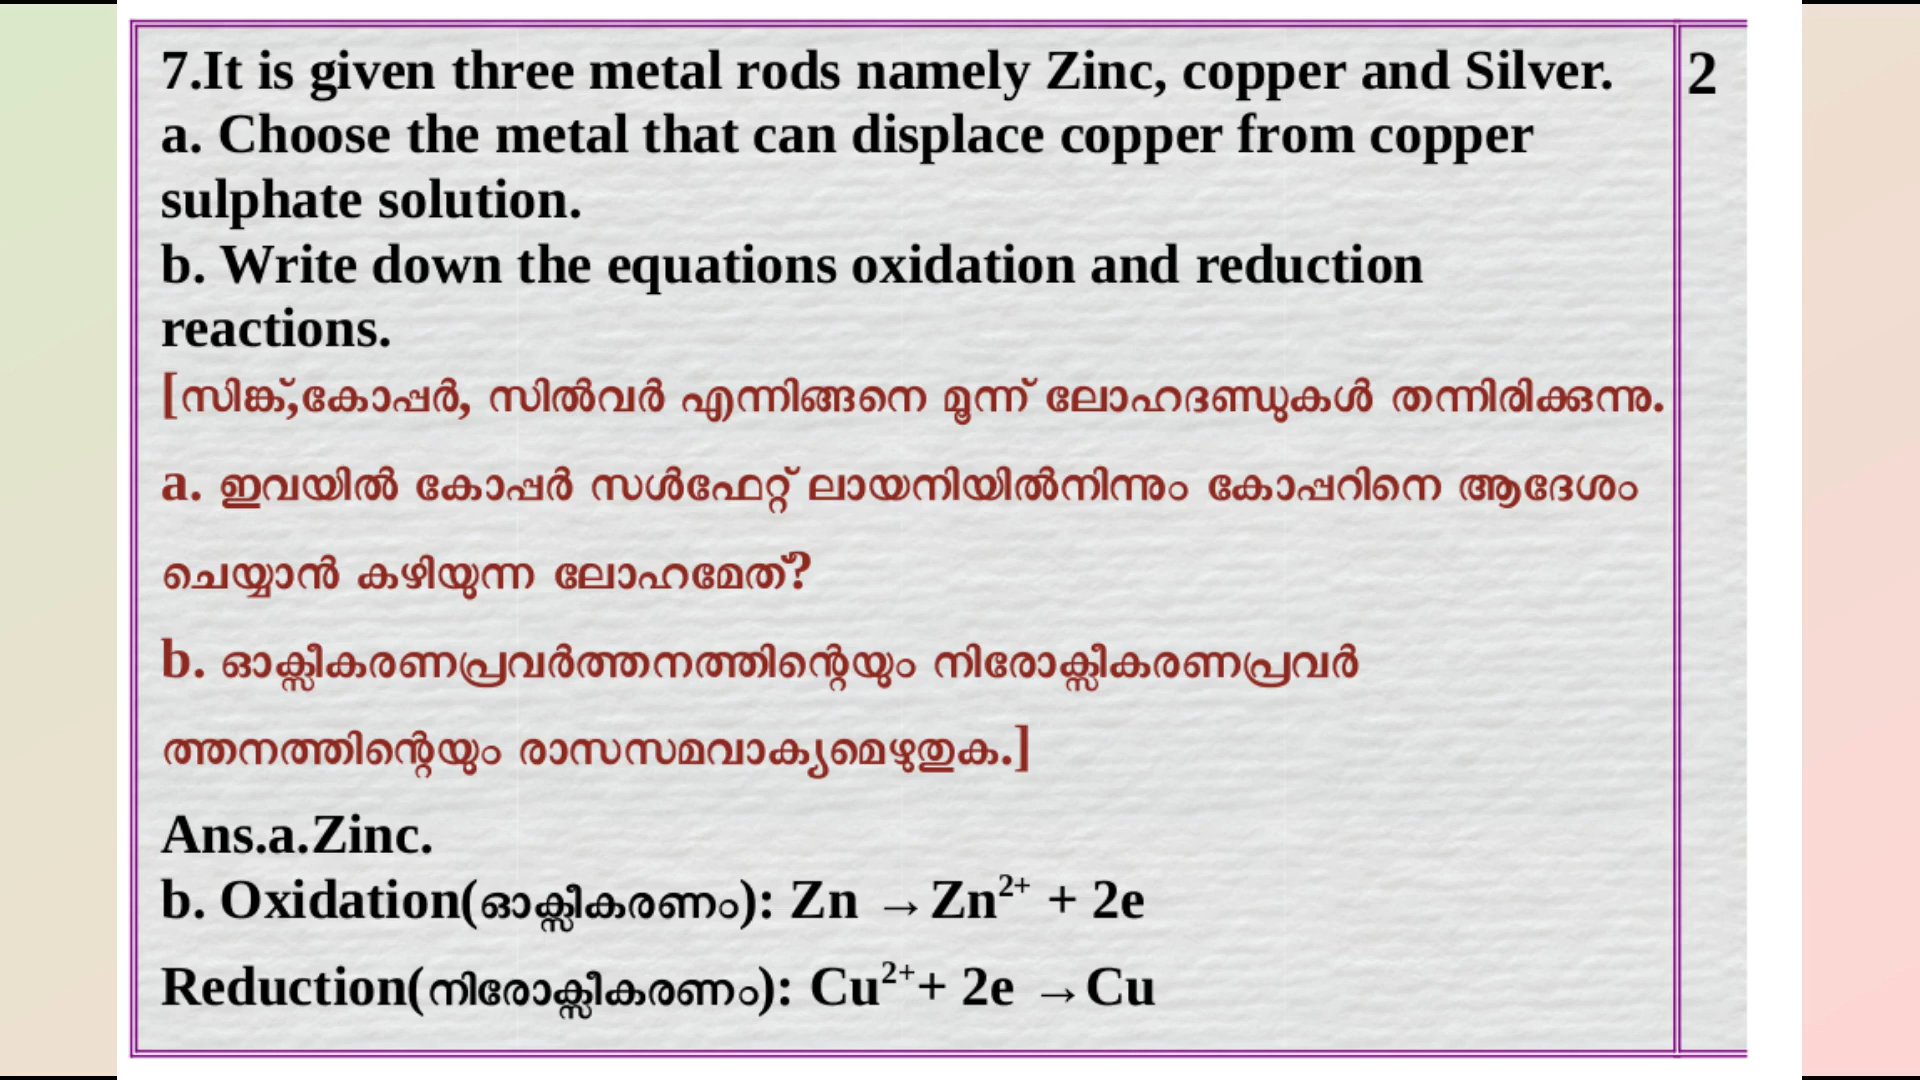 7.It is given three metal rods namely Zinc, copper and Silver.
2
a. Choose the metal that can displace copper from copper
sulphate solution.
b. Write down the equations oxidation and reduction
reactions.
[സിങ്ക്,കോപ്പർ, സിൽവർ എന്നിങ്ങനെ മൂന്ന് ലോഹദണ്ഡുകൾ തന്നിരിക്കുന്നു.
a. ഇവയിൽ കോപ്പർ സൾഫേറ്റ് ലായനിയിൽനിന്നും കോപ്പറിനെ ആദേശം
ചെയ്യാൻ കഴിയുന്ന ലോഹമേത്?
b. ഓക്സീകരണപ്രവർത്തനത്തിന്റെയും നിരോക്സീകരണപ്രവർ
ത്തനത്തിന്റെയും രാസസമവാക്യമെഴുതുക.]
Ans.a.Zinc.
b. Oxidation(ഓക്സീകരണം): Zn → Zn²⁺ + 2e
Reduction(നിരോക്സീകരണം): Cu²⁺+ 2e → Cu